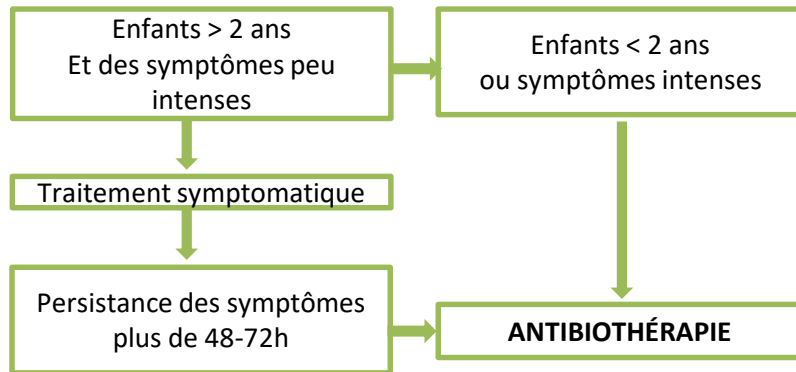 Enfants > 2 ans
Et des symptômes peu
intenses
Enfants < 2 ans
ou symptômes intenses
Traitement symptomatique
Persistance des symptômes
plus de 48-72h
ANTIBIOTHÉRAPIE